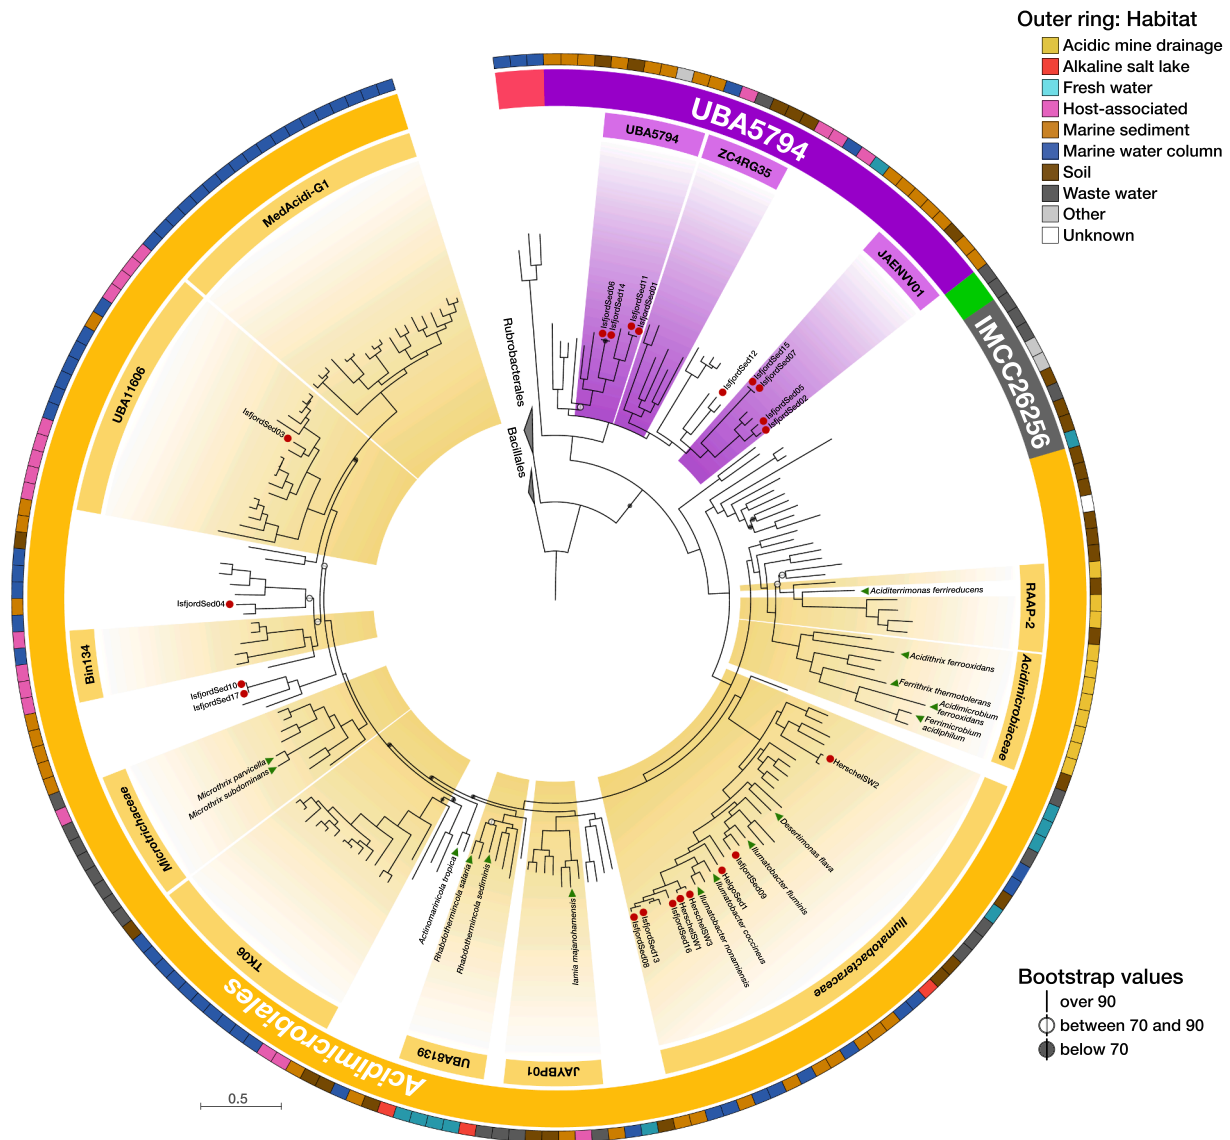 Outer ring: Habitat
Acidic mine drainage
Alkaline salt lake
Fresh water
Host-associated
Marine sediment
Marine water column
Soil
Waste water
Other
Unknown
UBA5794
UBA5794
ZC4RG35
JAENVV01
IMCC26256
MedAcidi-G1
UBA11606
Rubrobacterales
Bacillales
IsfjordSed06
IsfjordSed14
IsfjordSed11
IsfjordSed01
IsfjordSed12
IsfjordSed15
IsfjordSed07
IsfjordSed05
IsfjordSed02
IsfjordSed03
IsfjordSed04
Bin134
IsfjordSed10
IsfjordSed17
RAAP-2
Aciditerrimonas ferrireducens
Acidimicrobiaceae
Acidithrix ferrooxidans
Ferrithrix thermotolerans
Acidimicrobium
ferrooxidans
Ferrimicrobium
acidiphilum
Microthrix parvicella
Microthrix subdominans
Microtrichaceae
TK06
Acidimicrobiales
Actinomarinicola tropica
Rhabdothermincola salaria
Rhabdothermincola sediminis
UBA8139
Iamia majanohamensis
JAYBP01
HerschelSW2
Desertimonas flava
Ilumatobacter fluminis
IsfjordSed09
HelgoSed1
Ilumatobacter coccineus
Ilumatobacter nonamiensis
HerschelSW3
HerschelSW1
IsfjordSed16
IsfjordSed13
IsfjordSed08
Ilumatobacteraceae
Bootstrap values
over 90
between 70 and 90
below 70
0.5